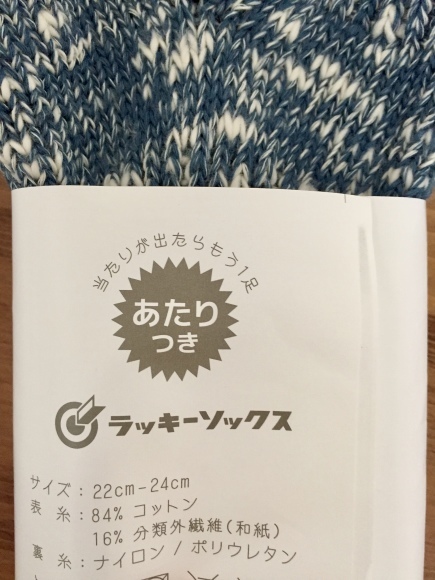 当たりが出たらもう1足
あたり
つき
ラッキーソックス
サイズ : 22cm-24cm
表 糸 : 84% コットン
16% 分類外繊維(和紙)
裏 糸 : ナイロン / ポリウレタン